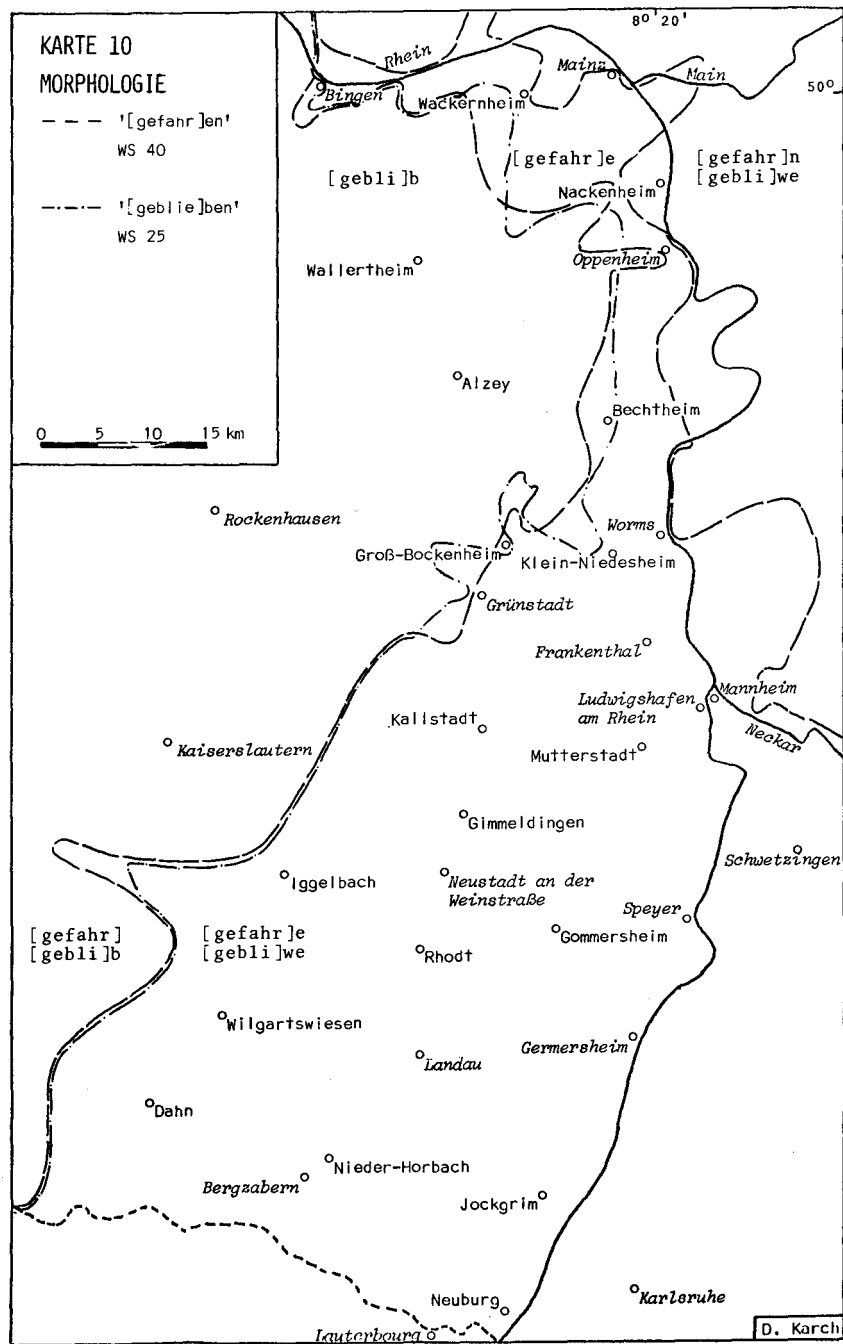 KARTE 10
MORPHOLOGIE
'[gefahr]en'
WS 40
'[geblie]ben'
WS 25
0 5 10 15 km
8° 20'
50°
Rhein
Mainz
Main
Bingen
Wackernheim
[gebli]b
[gefahr]e
[gefahr]n
[gebli]we
Nackenheim
Oppenheim
Wallertheim
Alzey
Bechtheim
Rockenhausen
Worms
Groß-Bockenheim
Klein-Niedesheim
Grünstadt
Frankenthal
Mannheim
Ludwigshafen
am Rhein
Neckar
Kallstadt
Kaiserslautern
Mutterstadt
Gimmeldingen
Schwetzingen
Iggelbach
Neustadt an der
Weinstraße
Speyer
[gefahr]
[gebli]b
[gefahr]e
[gebli]we
Gommersheim
Rhodt
Wilgartswiesen
Germersheim
Landau
Dahn
Nieder-Horbach
Bergzabern
Jockgrim
Karlsruhe
Neuburg
Lauterbourg
D. Karch